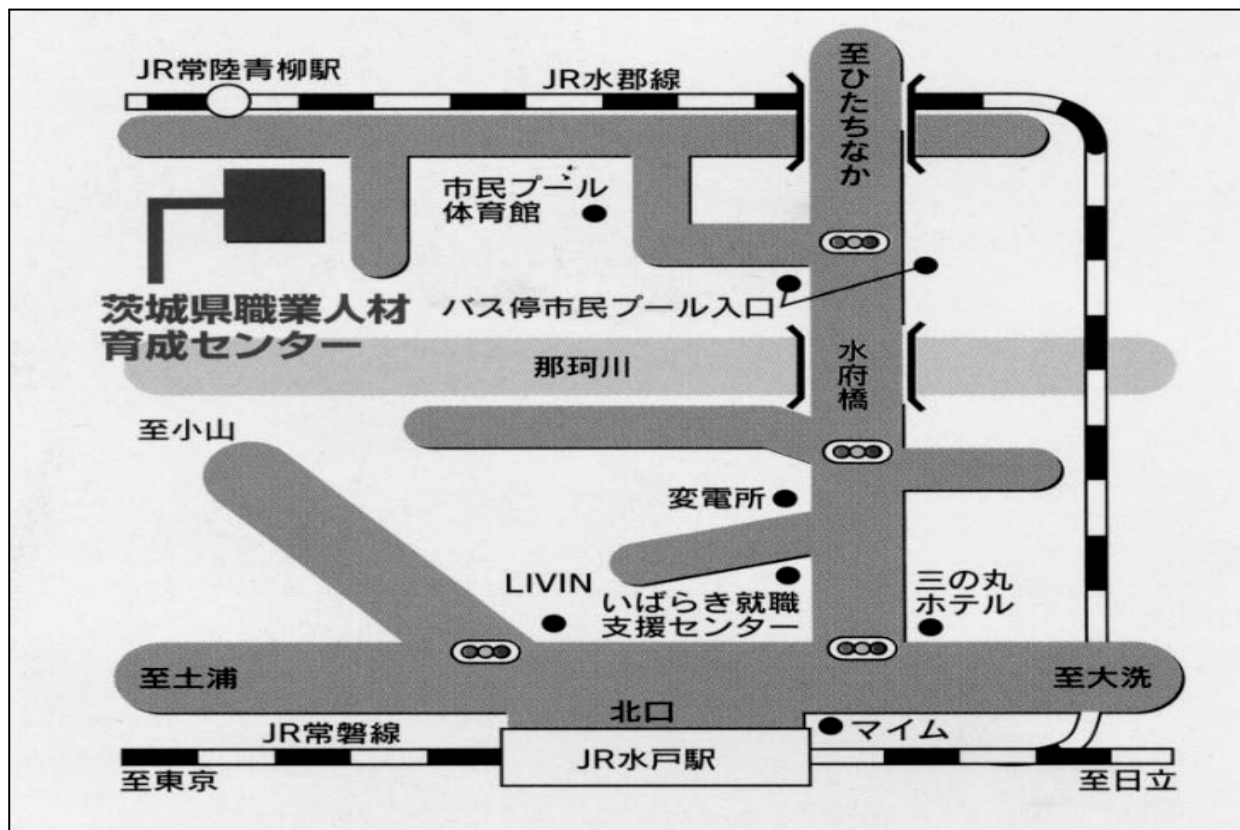 JR常陸青柳駅
JR水郡線
至ひたちなか
市民プール
体育館
バス停市民プール入口
茨城県職業人材
育成センター
那珂川
水府橋
至小山
変電所
LIVIN
いばらき就職
支援センター
三の丸
ホテル
至土浦
至大洗
北口
JR常磐線
マイム
JR水戸駅
至東京
至日立